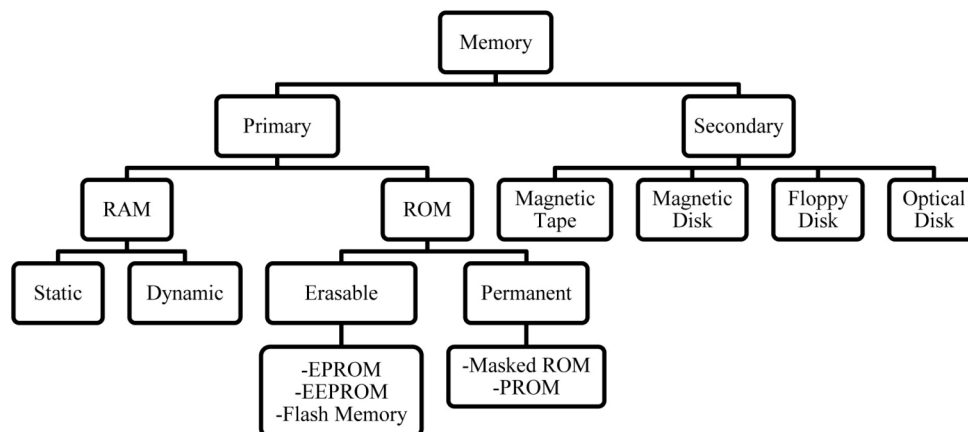 Memory
Primary
Secondary
RAM
ROM
Magnetic
Tape
Magnetic
Disk
Floppy
Disk
Optical
Disk
Static
Dynamic
Erasable
Permanent
-EPROM
-EEPROM
-Flash Memory
-Masked ROM
-PROM